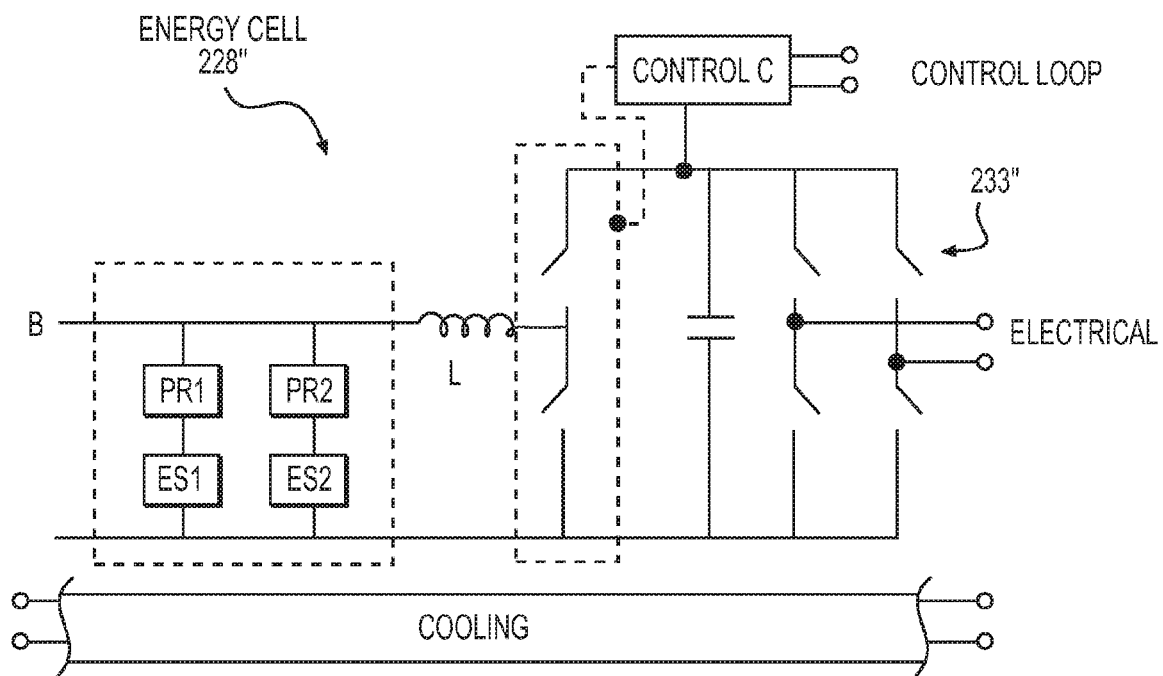 ENERGY CELL
228"
CONTROL C
CONTROL LOOP
233"
B
L
ELECTRICAL
PR1
PR2
ES1
ES2
COOLING